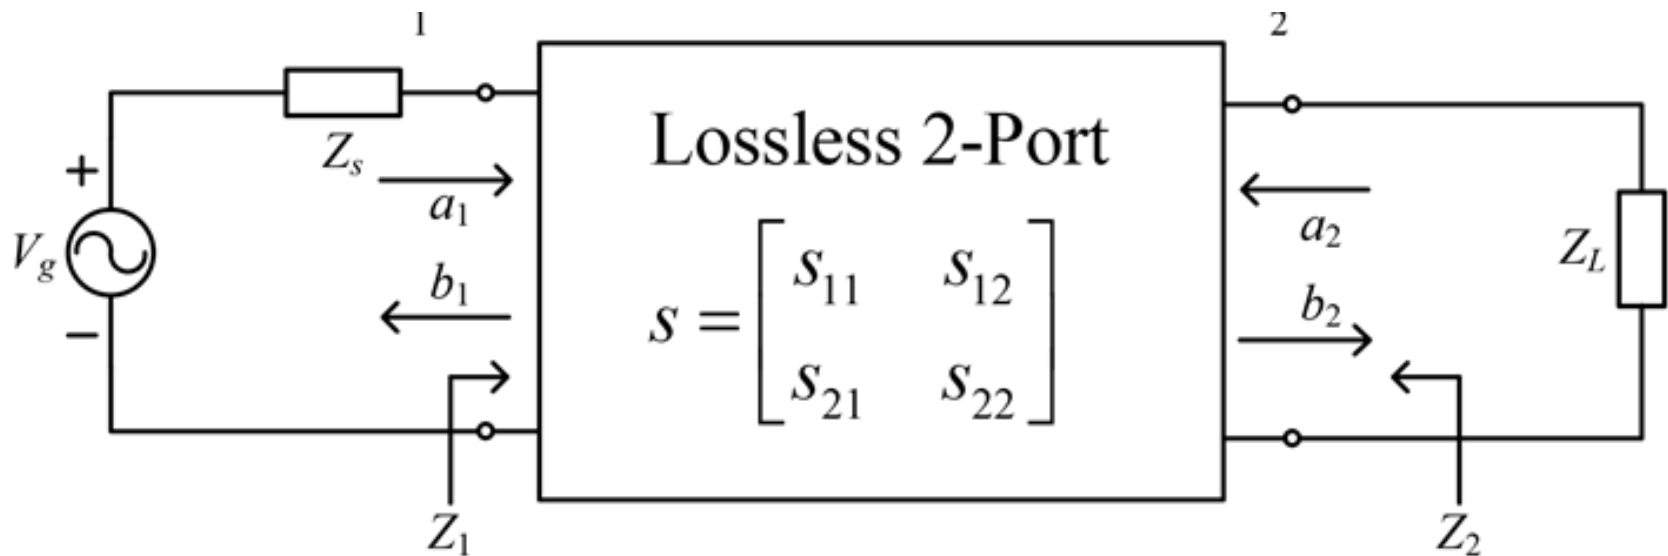 1
2
Z_s
Lossless 2-Port
+
a_1
a_2
V_g
Z_L
b_1
s = [ s_11 s_12
s_21 s_22 ]
b_2
−
Z_1
Z_2